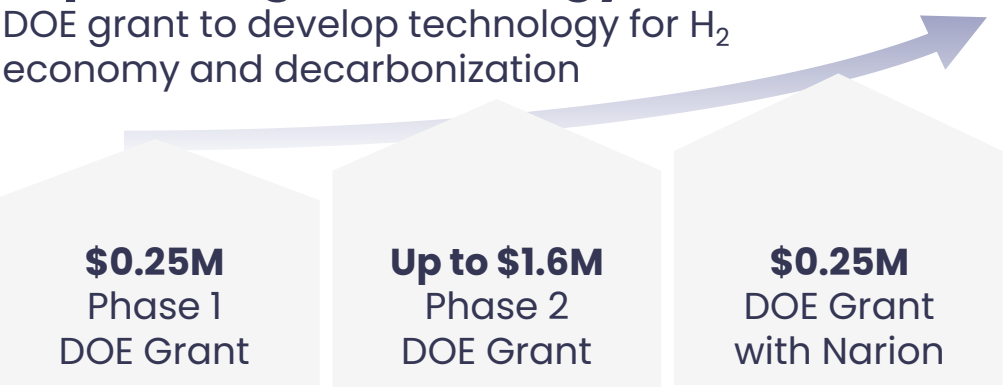 DOE grant to develop technology for H₂
economy and decarbonization
$0.25M
Phase 1
DOE Grant
Up to $1.6M
Phase 2
DOE Grant
$0.25M
DOE Grant
with Narion